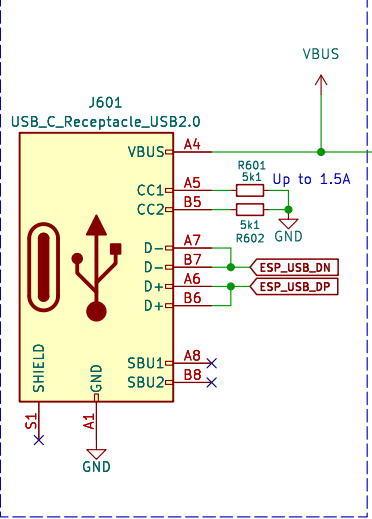 VBUS
J601
USB_C_Receptacle_USB2.0
VBUS A4
CC1 A5 R601 5k1 Up to 1.5A
CC2 B5 5k1 R602 GND
D- A7
D- B7 ESP_USB_DN
D+ A6 ESP_USB_DP
D+ B6
SBU1 A8
SBU2 B8
SHIELD GND
S1 A1
GND